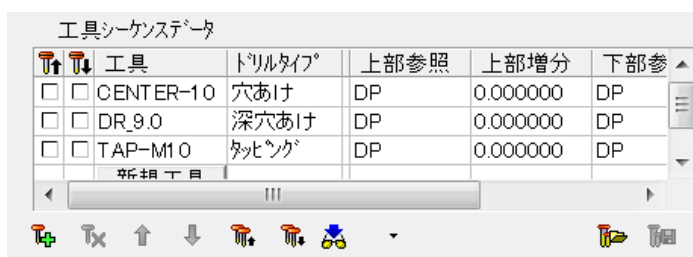 工具シーケンスデータ
工具 ドリルタイプ 上部参照 上部増分 下部参
CENTER-10 穴あけ DP 0.000000 DP
DR_9.0 深穴あけ DP 0.000000 DP
TAP-M10 タッピング DP 0.000000 DP
新規工具